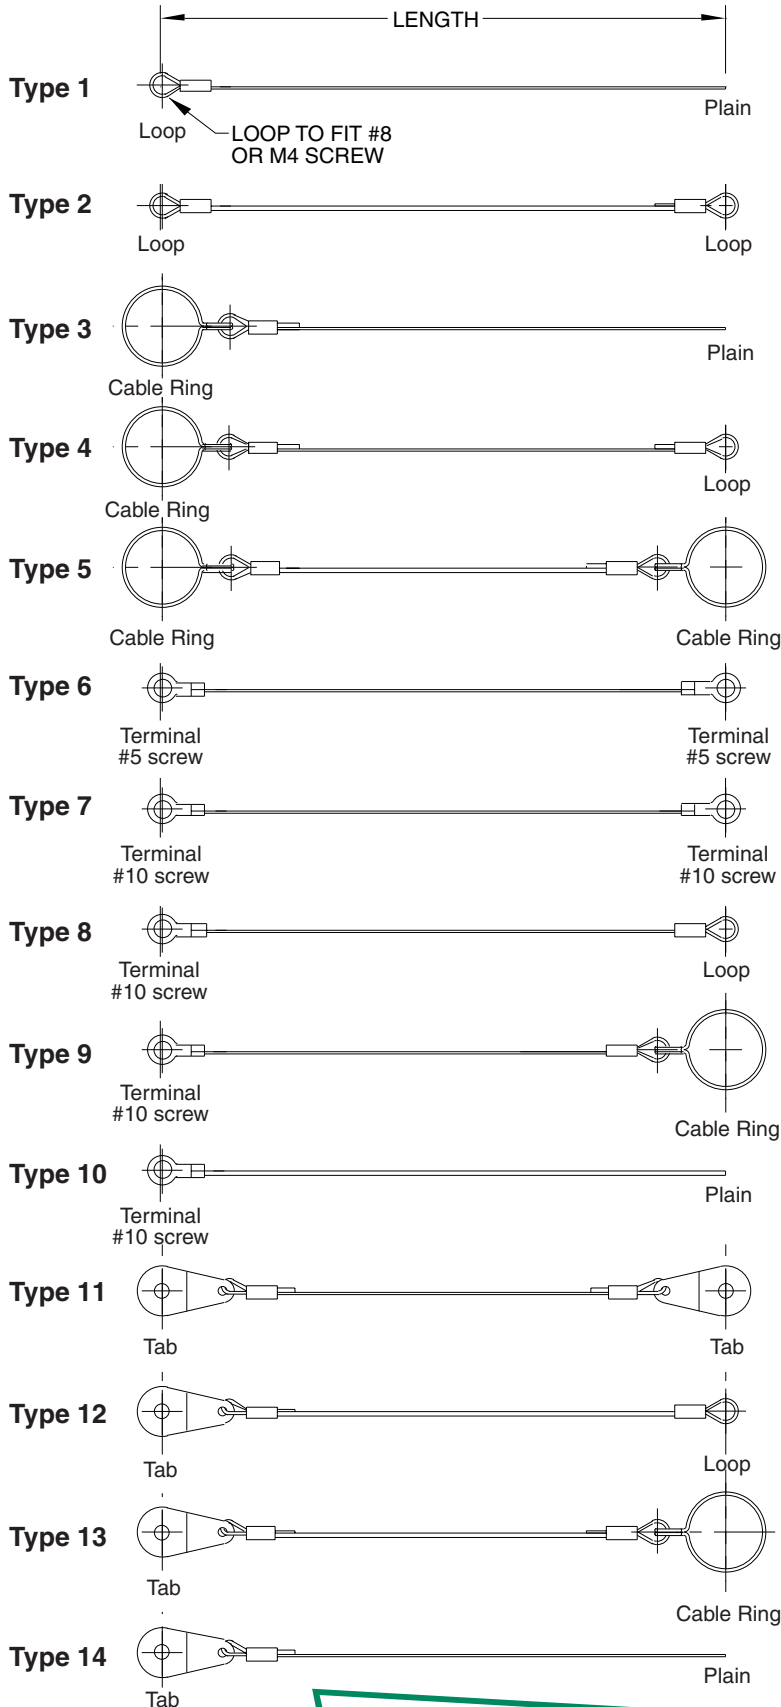 LENGTH
Type 1
Loop
LOOP TO FIT #8
OR M4 SCREW
Plain
Type 2
Loop
Loop
Type 3
Cable Ring
Plain
Type 4
Cable Ring
Loop
Type 5
Cable Ring
Cable Ring
Type 6
Terminal
#5 screw
Terminal
#5 screw
Type 7
Terminal
#10 screw
Terminal
#10 screw
Type 8
Terminal
#10 screw
Loop
Type 9
Terminal
#10 screw
Cable Ring
Type 10
Terminal
#10 screw
Plain
Type 11
Tab
Tab
Type 12
Tab
Loop
Type 13
Tab
Cable Ring
Type 14
Tab
Plain